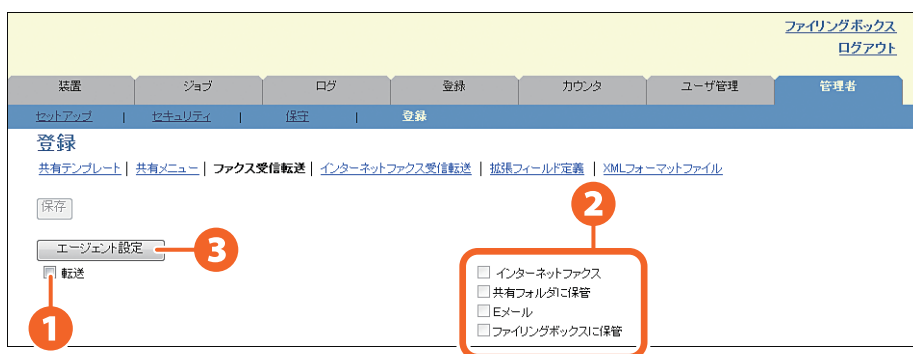 ファイリングボックス
ログアウト
装置 ジョブ ログ 登録 カウンタ ユーザ管理 管理者
セットアップ | セキュリティ | 保守 | 登録
登録
共有テンプレート | 共有メニュー | ファクス受信転送 | インターネットファクス受信転送 | 拡張フィールド定義 | XMLフォーマットファイル
保存
2
エージェント設定
3
転送
インターネットファクス
共有フォルダに保管
Eメール
ファイリングボックスに保管
1